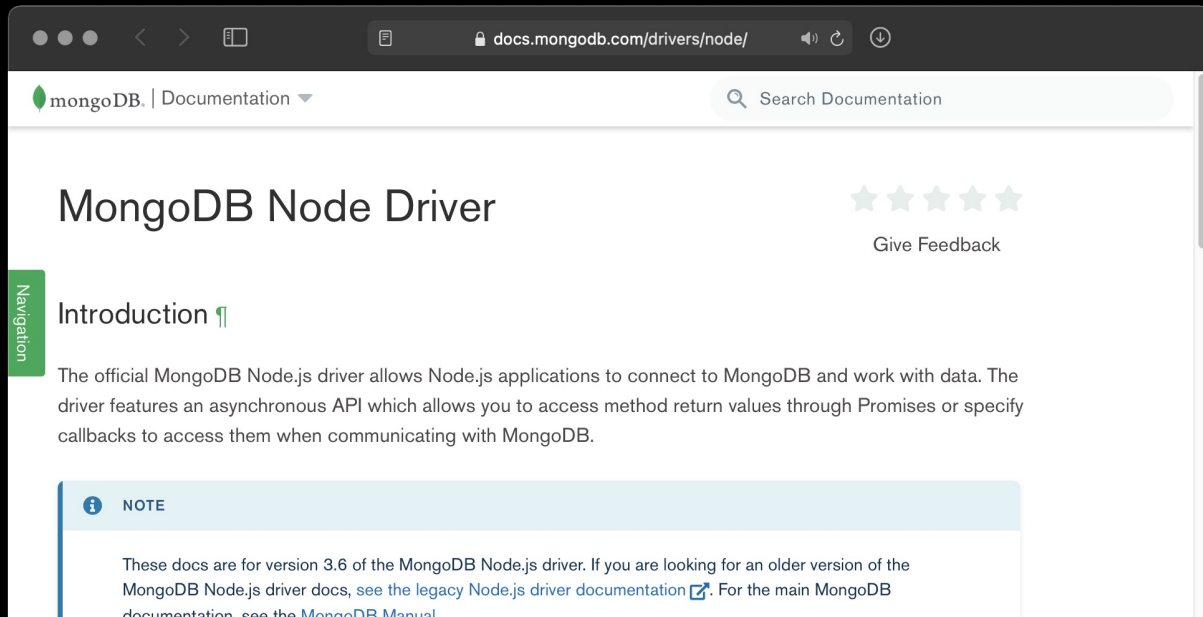 docs.mongodb.com/drivers/node/
mongoDB. | Documentation
Search Documentation
MongoDB Node Driver
Give Feedback
Navigation
Introduction ¶
The official MongoDB Node.js driver allows Node.js applications to connect to MongoDB and work with data. The
driver features an asynchronous API which allows you to access method return values through Promises or specify
callbacks to access them when communicating with MongoDB.
NOTE
These docs are for version 3.6 of the MongoDB Node.js driver. If you are looking for an older version of the
MongoDB Node.js driver docs, see the legacy Node.js driver documentation. For the main MongoDB
documentation, see the MongoDB Manual.